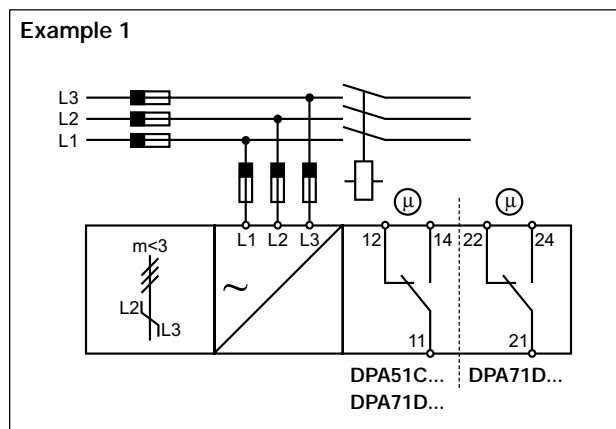 Example 1
L3
L2
L1
μ μ
L1 L2 L3 12 14 22 24
m<3
~
L2
L3
11 21
DPA51C... DPA71D...
DPA71D...